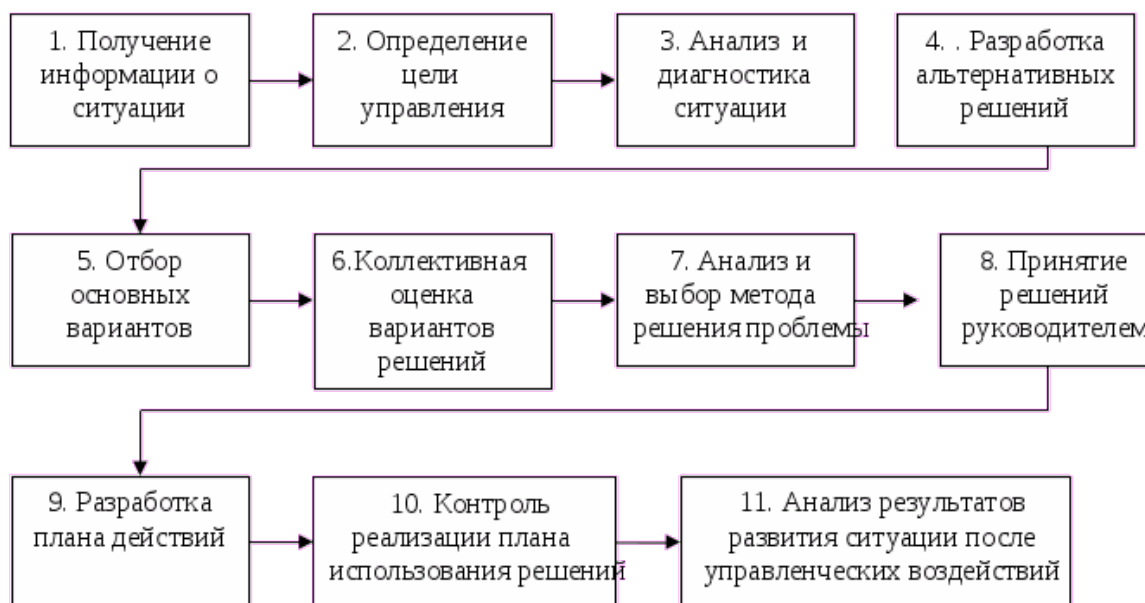 1. Получение
информации о
ситуации
2. Определение
цели
управления
3. Анализ и
диагностика
ситуации
4. . Разработка
альтернативных
решений
5. Отбор
основных
вариантов
6.Коллективная
оценка
вариантов
решений
7. Анализ и
выбор метода
решения проблемы
8. Принятие
решений
руководителем
9. Разработка
плана действий
10. Контроль
реализации плана
использования решений
11. Анализ результатов
развития ситуации после
управленческих воздействий